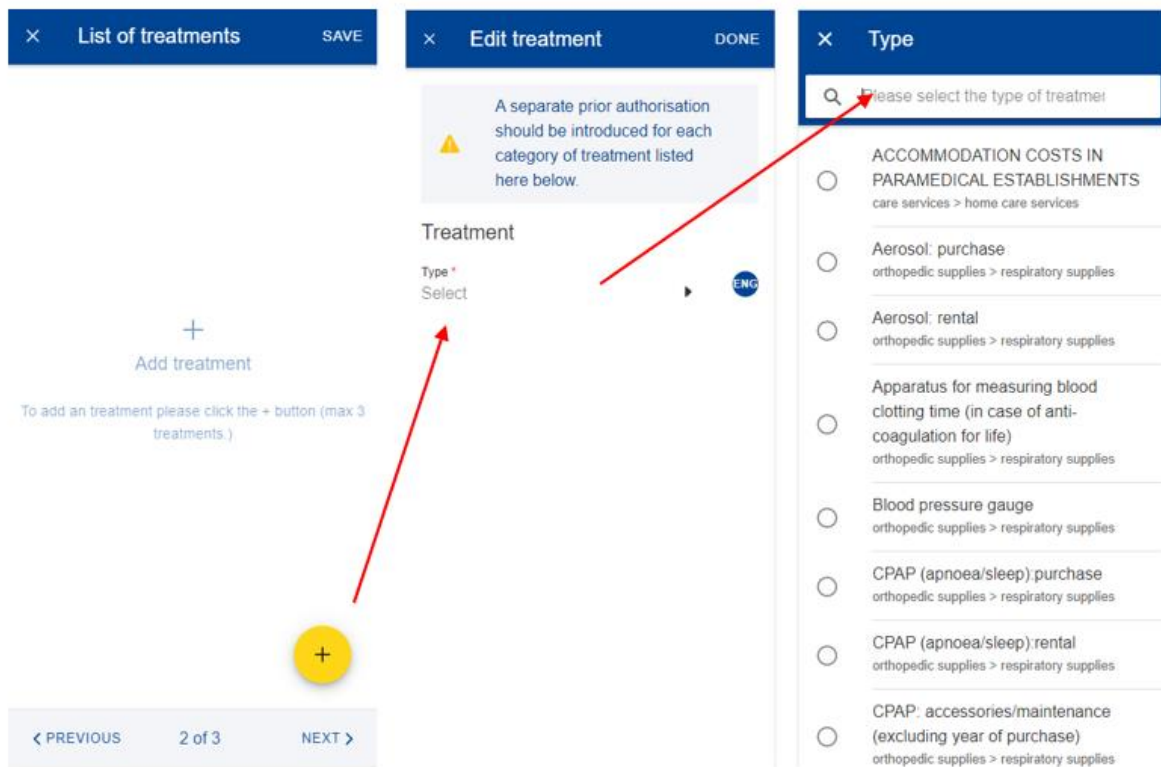 List of treatments
SAVE
Add treatment
To add an treatment please click the + button (max 3
treatments.)
+
PREVIOUS
2 of 3
NEXT
Edit treatment
DONE
A separate prior authorisation
should be introduced for each
category of treatment listed
here below.
Treatment
Type *
Select
ENG
Type
Please select the type of treatmer
ACCOMMODATION COSTS IN
PARAMEDICAL ESTABLISHMENTS
care services > home care services
Aerosol: purchase
orthopedic supplies > respiratory supplies
Aerosol: rental
orthopedic supplies > respiratory supplies
Apparatus for measuring blood
clotting time (in case of anti-
coagulation for life)
orthopedic supplies > respiratory supplies
Blood pressure gauge
orthopedic supplies > respiratory supplies
CPAP (apnoea/sleep):purchase
orthopedic supplies > respiratory supplies
CPAP (apnoea/sleep):rental
orthopedic supplies > respiratory supplies
CPAP: accessories/maintenance
(excluding year of purchase)
orthopedic supplies > respiratory supplies